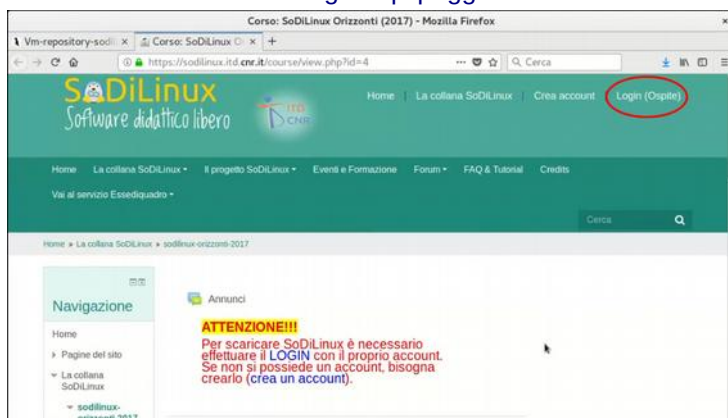 Corso: SoDiLinux Orizzonti (2017) - Mozilla Firefox
Vm-repository-sodi
Corso: SoDiLinux O
https://sodilinux.itd.cnr.it/course/view.php?id=4
Cerca
SoDiLinux
Software didattico libero
ITD
CNR
Home | La collana SoDiLinux | Crea account Login (Ospite)
Home La collana SoDiLinux Il progetto SoDiLinux Eventi e Formazione Forum FAQ & Tutorial Credits
Vai al servizio Essediquadro
Cerca
Home » La collana SoDiLinux » sodilinux-orizzonti-2017
Navigazione
Annunci
ATTENZIONE!!!
Per scaricare SoDiLinux è necessario
effettuare il LOGIN con il proprio account.
Se non si possiede un account, bisogna
crearlo (crea un account).
Home
Pagine del sito
La collana
SoDiLinux
sodilinux-
orizzonti-2017